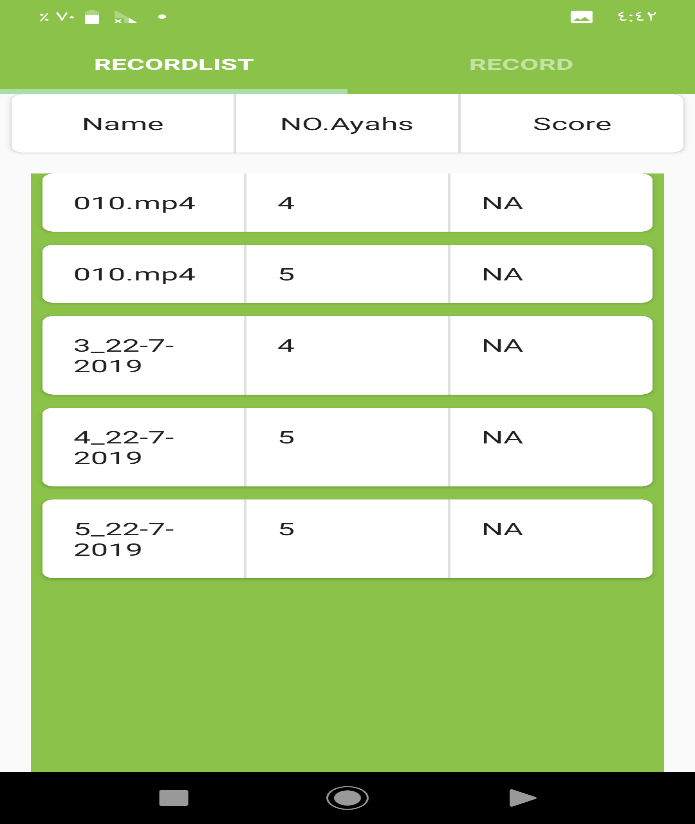 ٪ ٧٠
٤:٤٢
RECORDLIST RECORD
Name NO.Ayahs Score
010.mp4 4 NA
010.mp4 5 NA
3_22-7- 4 NA
2019
4_22-7- 5 NA
2019
5_22-7- 5 NA
2019